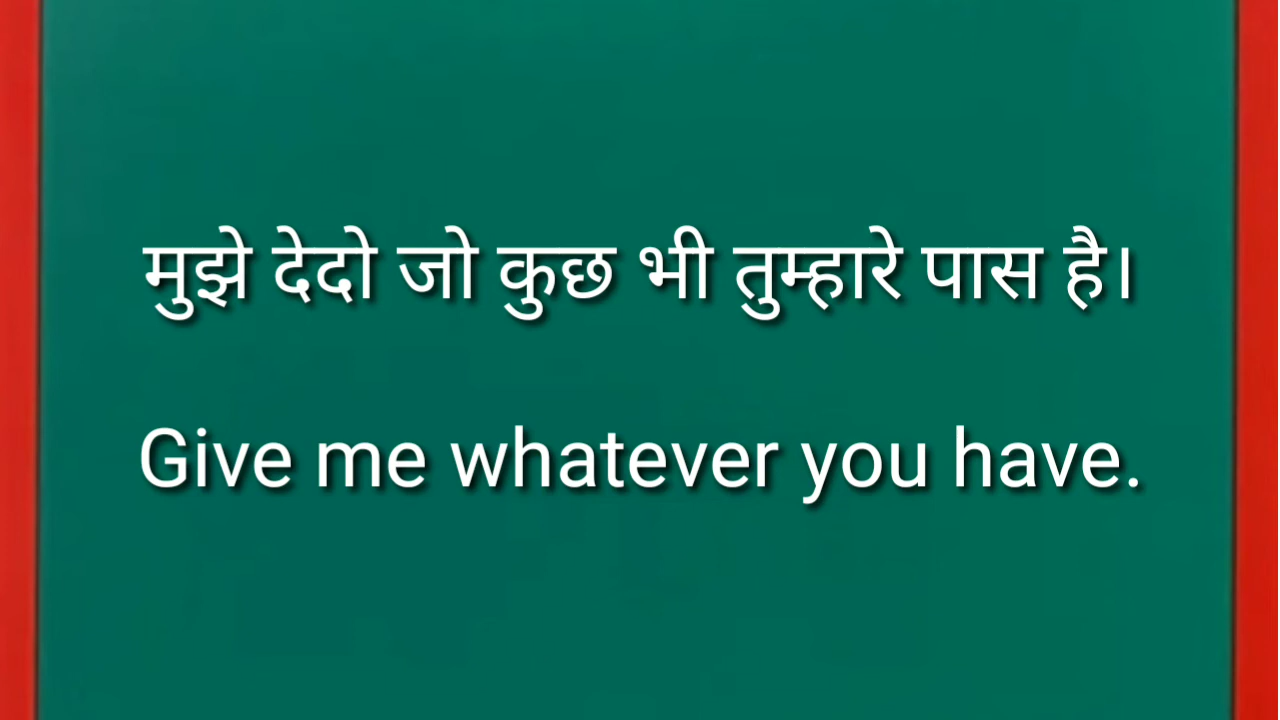 मुझे देदो जो कुछ भी तुम्हारे पास है।
Give me whatever you have.